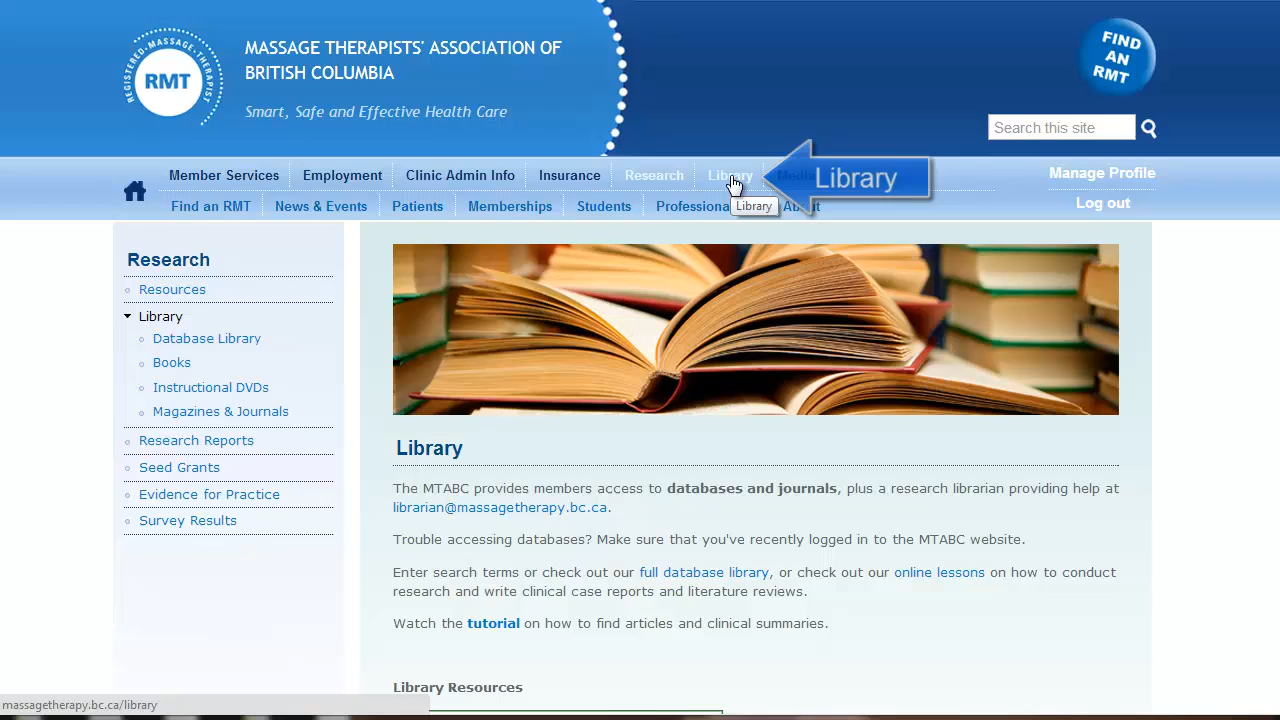 REGISTERED MASSAGE THERAPIST
RMT
MASSAGE THERAPISTS' ASSOCIATION OF
BRITISH COLUMBIA
Smart, Safe and Effective Health Care
FIND
AN
RMT
Search this site
Member Services Employment Clinic Admin Info Insurance Research Library
Library
Manage Profile
Find an RMT News & Events Patients Memberships Students
Library
Log out
Research
Resources
Library
Database Library
Books
Instructional DVDs
Magazines & Journals
Research Reports
Seed Grants
Evidence for Practice
Survey Results
Library
The MTABC provides members access to databases and journals, plus a research librarian providing help at
librarian@massagetherapy.bc.ca.
Trouble accessing databases? Make sure that you've recently logged in to the MTABC website.
Enter search terms or check out our full database library, or check out our online lessons on how to conduct
research and write clinical case reports and literature reviews.
Watch the tutorial on how to find articles and clinical summaries.
Library Resources
massagetherapy.bc.ca/library